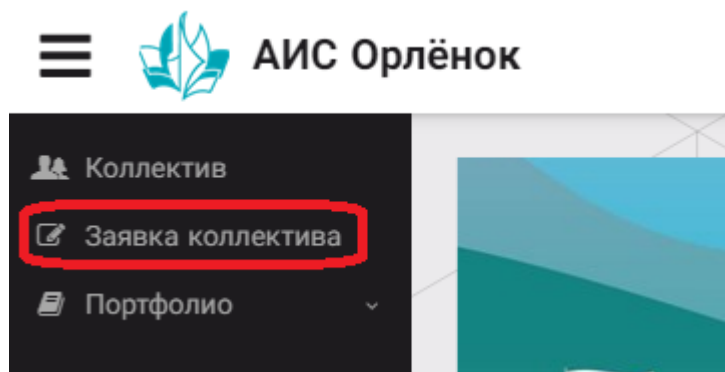 АИС Орлёнок
Коллектив
Заявка коллектива
Портфолио